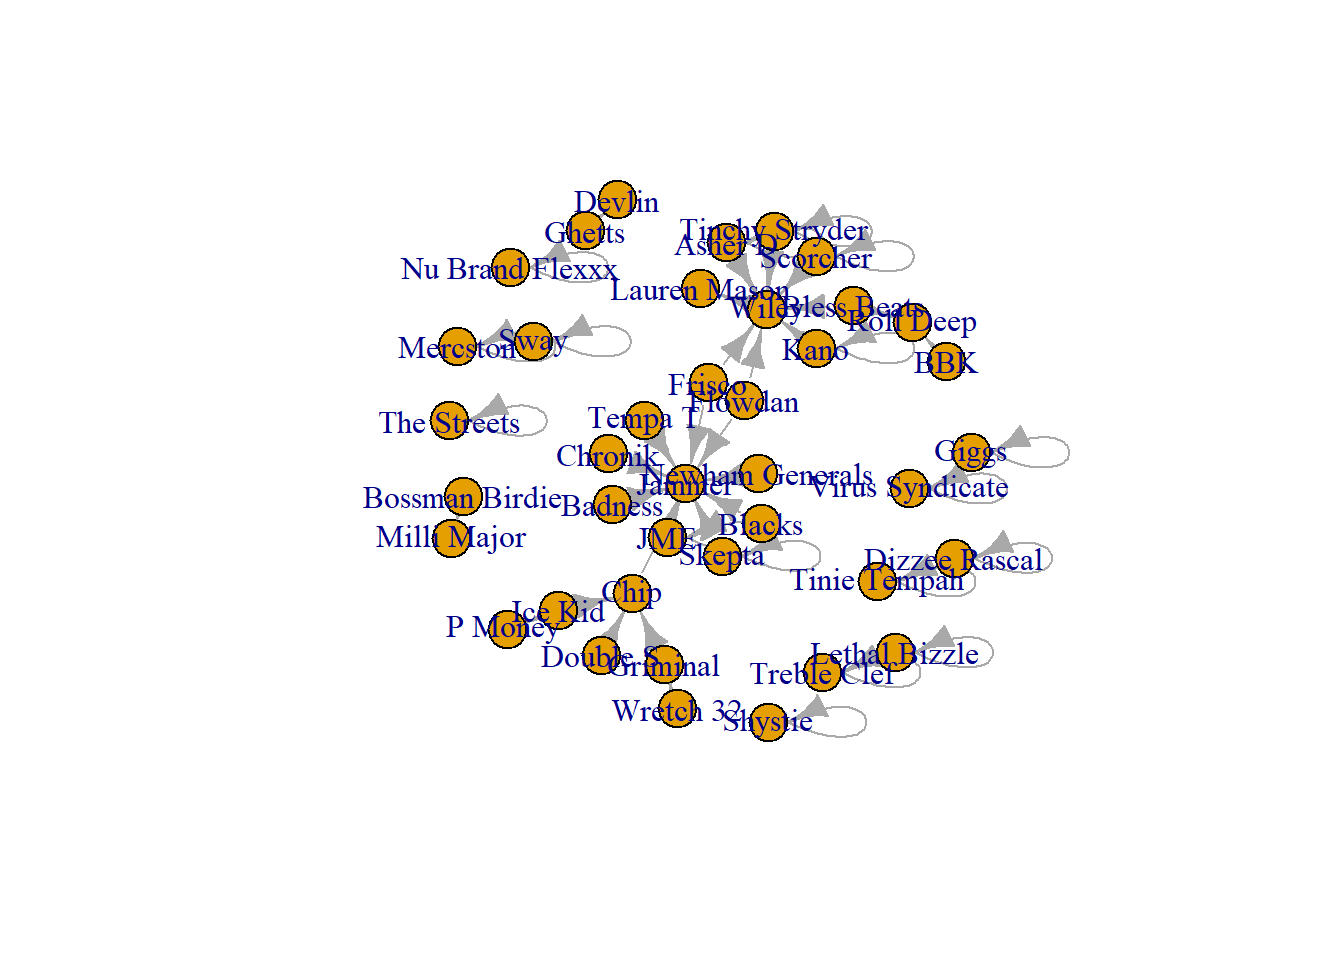 Devlin
Ghetts
Tinchy Stryder
Asher D
Scorcher
Nu Brand Flexxx
Lauren Mason
Wiley
Bless Beats
Roll Deep
Mercston
Sway
Kano
BBK
Frisco
Flowdan
Tempa T
The Streets
Giggs
Chronik
Newham Generals
Jammer
Virus Syndicate
Bossman Birdie
Badness
Blacks
Milli Major
JME
Skepta
Dizzee Rascal
Tinie Tempah
Chip
Ice Kid
P Money
Double S
Griminal
Lethal Bizzle
Treble Clef
Wretch 32
Shystie